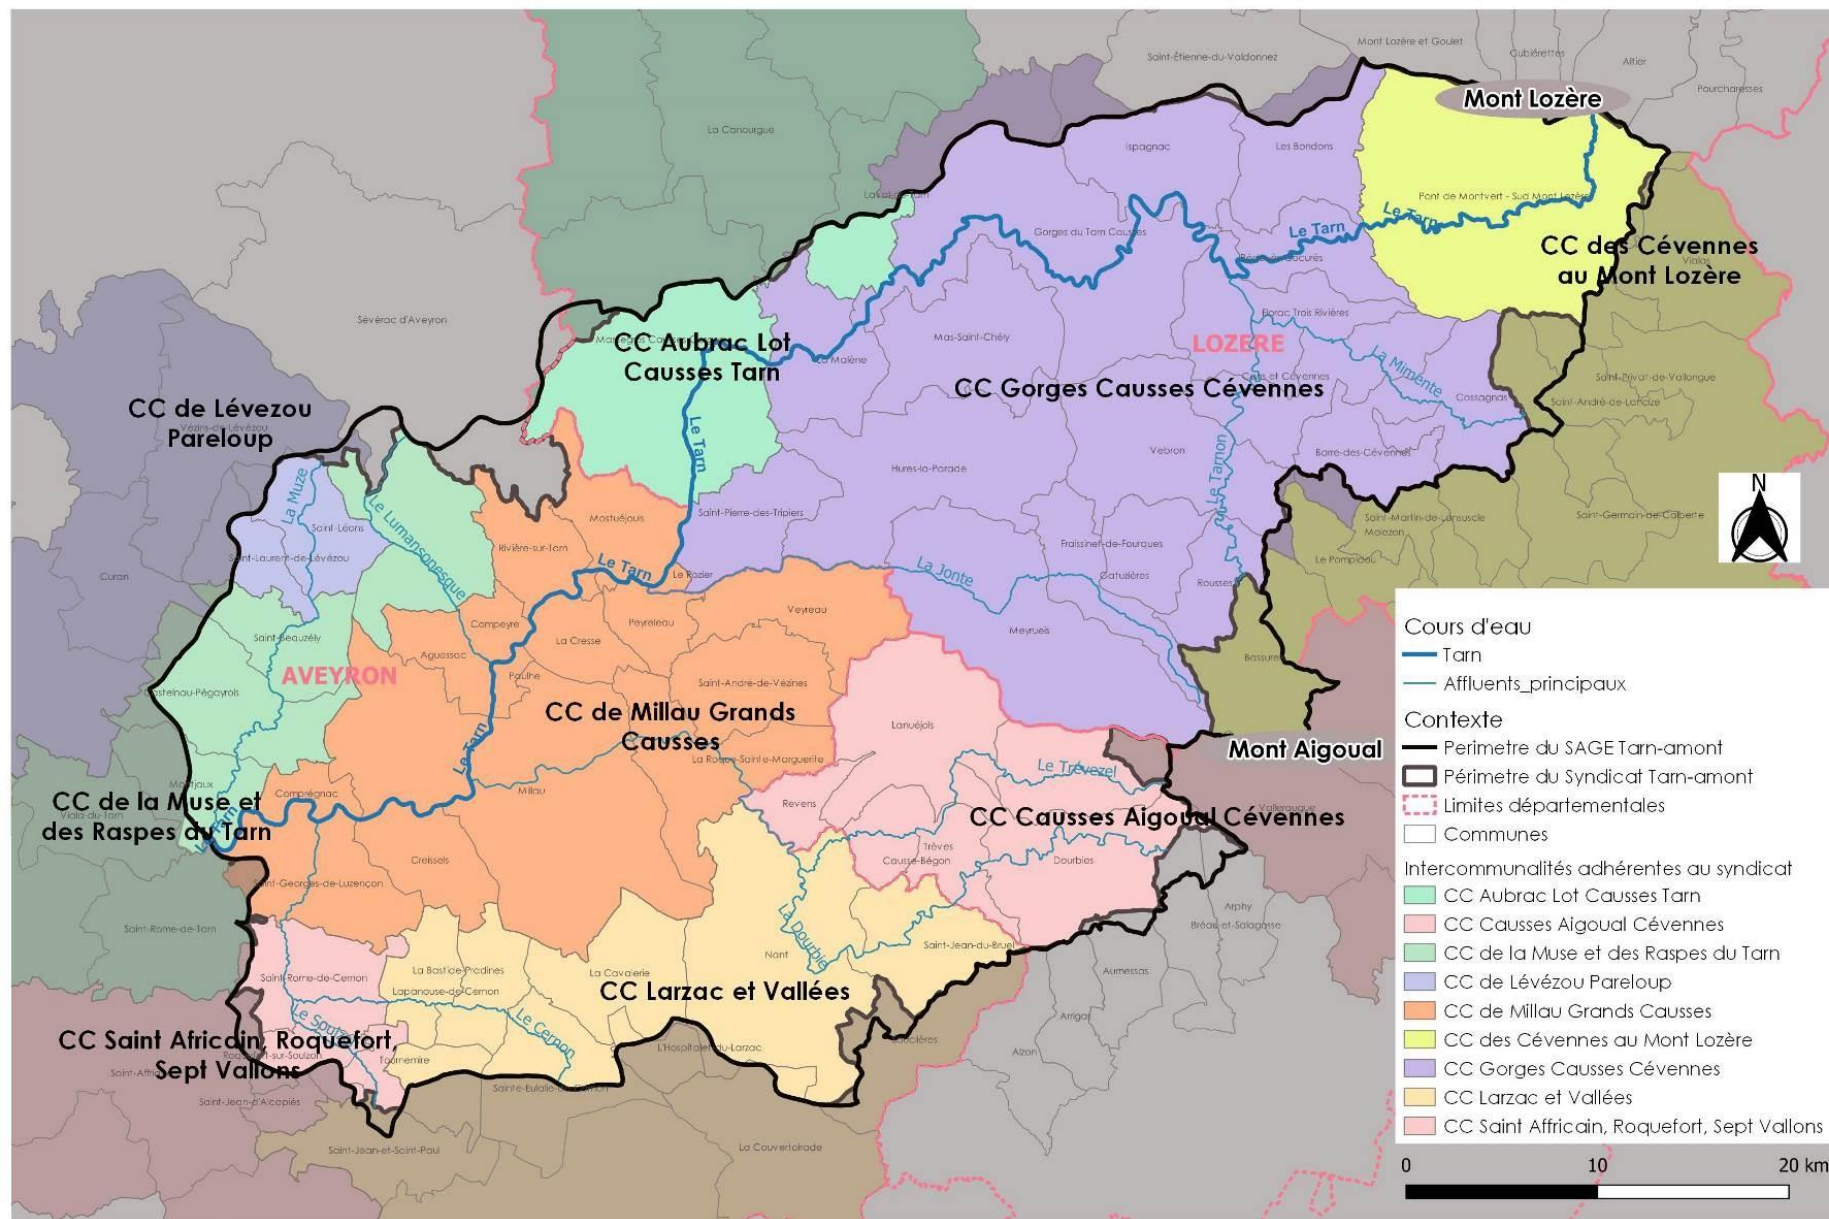 Mont Lozère et Goulet
Cubiérettes
Saint-Étienne-du-Valdonnez
Altier
Pourcharesses
Mont Lozère
La Canourgue
Ispagnac
Les Bondons
Pont de Montvert - Sud Mont Lozère
Le Tarn
Le Tarn
Gorges du Tarn Causses
CC des Cévennes
au Mont Lozère
Vialas
Sévérac d'Aveyron
Florac Trois Rivières
CC Aubrac Lot
Causses Tarn
Mas-Saint-Chély
LOZERE
La Malène
La Mimente
CC Gorges Causses Cévennes
Saint-Privat-de-Vallongue
Cassagnas
Saint-André-de-Lancize
CC de Lévezou
Pareloup
Vézins-de-Lévézou
Le Tarn
Vebron
Barre-des-Cévennes
Hures-la-Parade
Le Tarnon
La Muze
Le Lumansonesque
Saint-Pierre-des-Tripiers
Mostuéjouls
Saint-Léons
Saint-Martin-de-Lansuscle
Moissac
Saint-Germain-de-Calberte
N
Rivière-sur-Tarn
Fraissinet-de-Fourques
Saint-Laurent-de-Lévézou
Le Pompidou
Curan
Le Tarn
Le Rozier
La Jonte
Gatuzières
Rousses
Veyreau
Compeyre
Peyreleau
La Cresse
Meyrueis
Saint-Beauzély
Aguessac
Bassurels
Paulhe
AVEYRON
Saint-André-de-Vézines
Castelnau-Pégayrols
CC de Millau Grands
Causses
Lanuéjols
Mont Aigoual
Le Tarn
La Roque-Sainte-Marguerite
Le Trévezel
Montjaux
Comprégnac
Millau
Revens
Valleraugue
CC de la Muse et
des Raspes du Tarn
Viala-du-Tarn
CC Causses Aigoual Cévennes
Le Tarn
Trèves
Causse-Bégon
Dourbies
Creissels
Saint-Georges-de-Luzençon
Arphy
Bréau-et-Salagosse
Saint-Rome-de-Tarn
La Dourbie
Saint-Jean-du-Bruel
Nant
La Bastide-Pradines
La Cavalerie
Saint-Rome-de-Cernon
Lapanouse-de-Cernon
Aumessas
CC Larzac et Vallées
Le Cernon
Arrigas
CC Saint Africain, Roquefort,
Sept Vallons
Roquefort-sur-Soulzon
Tournemire
L'Hospitalet-du-Larzac
Sauclières
Alzon
Saint-Jean-d'Alcapiès
Saint-Jean-et-Saint-Paul
La Couvertoirade
Cours d'eau
Tarn
Affluents_principaux
Contexte
Perimetre du SAGE Tarn-amont
Périmetre du Syndicat Tarn-amont
Limites départementales
Communes
Intercommunalités adhérentes au syndicat
CC Aubrac Lot Causses Tarn
CC Causses Aigoual Cévennes
CC de la Muse et des Raspes du Tarn
CC de Lévézou Pareloup
CC de Millau Grands Causses
CC des Cévennes au Mont Lozère
CC Gorges Causses Cévennes
CC Larzac et Vallées
CC Saint Affricain, Roquefort, Sept Vallons
0 10 20 km